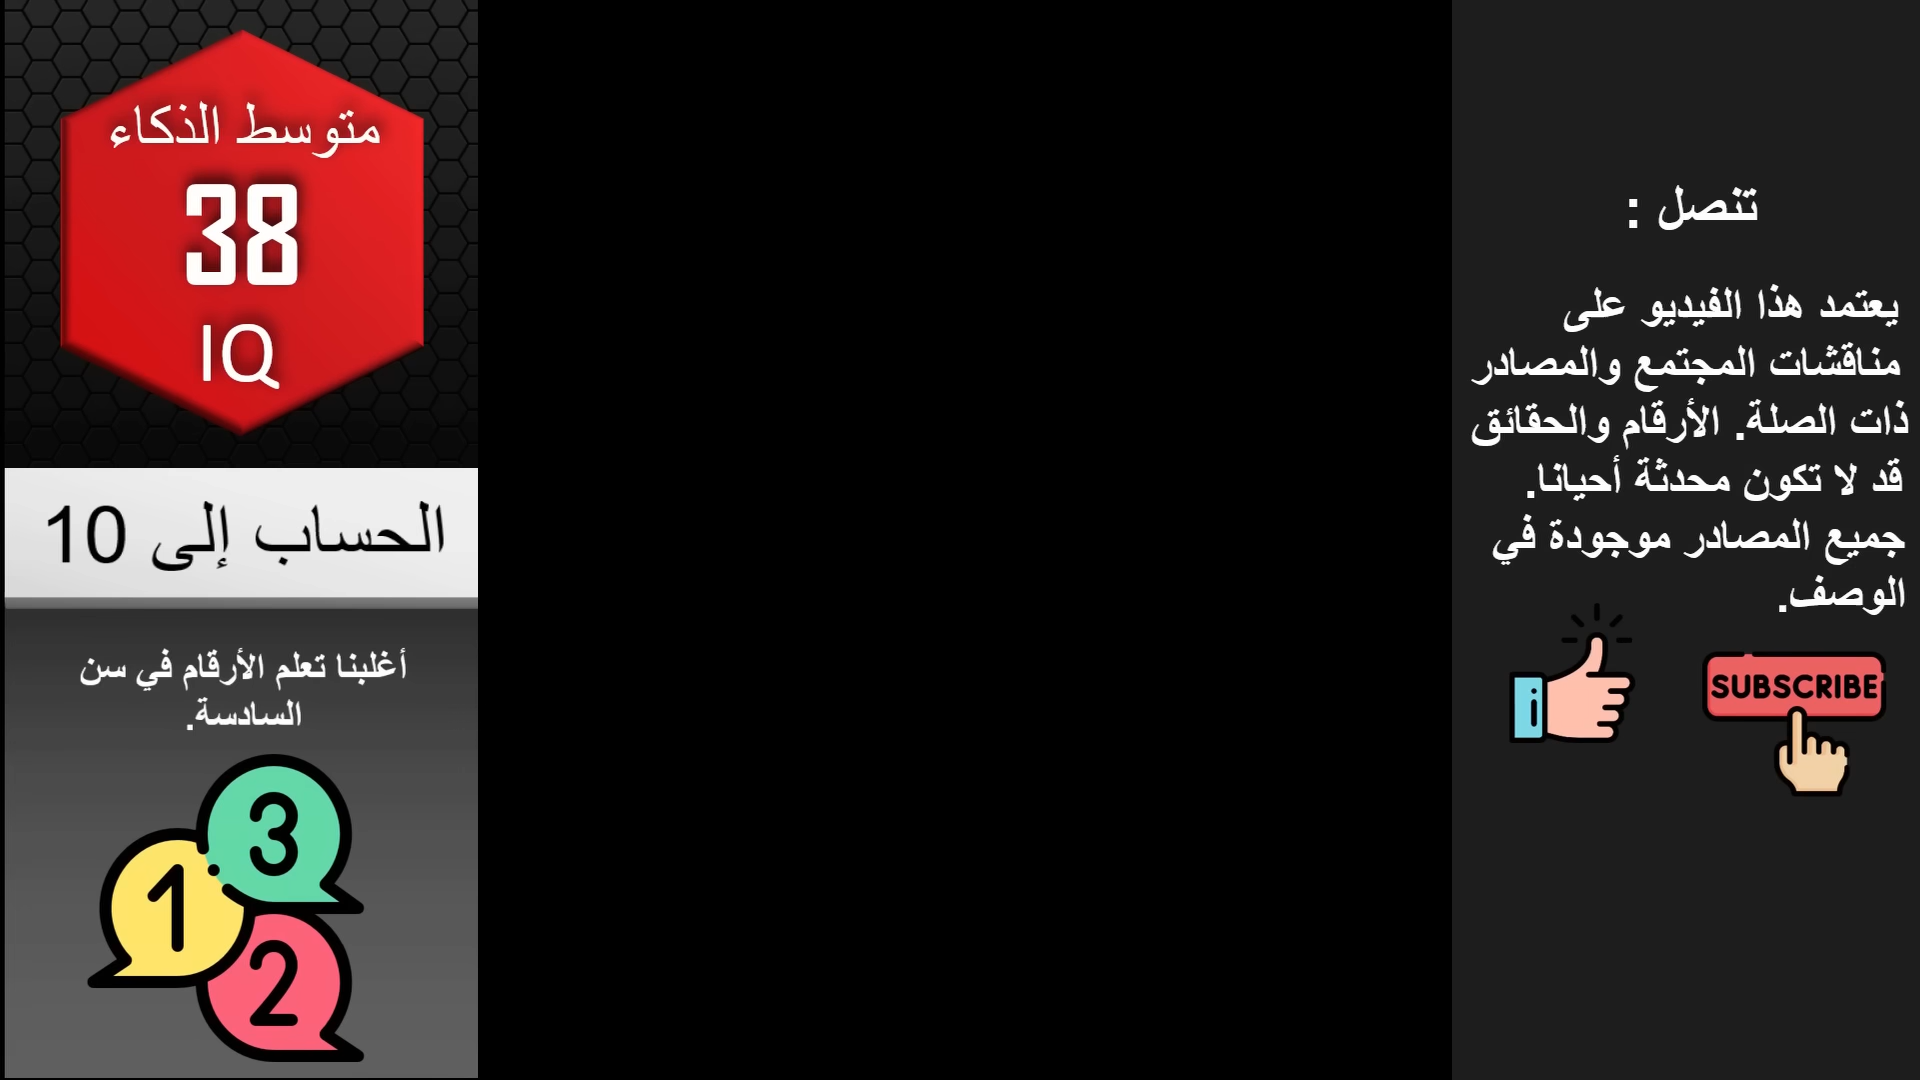 متوسط الذكاء
38
IQ
الحساب إلى 10
أغلبنا تعلم الأرقام في سن
السادسة.
3
1
2
تنصل :
يعتمد هذا الفيديو على
مناقشات المجتمع والمصادر
ذات الصلة. الأرقام والحقائق
قد لا تكون محدثة أحيانا.
جميع المصادر موجودة في
الوصف.
SUBSCRIBE